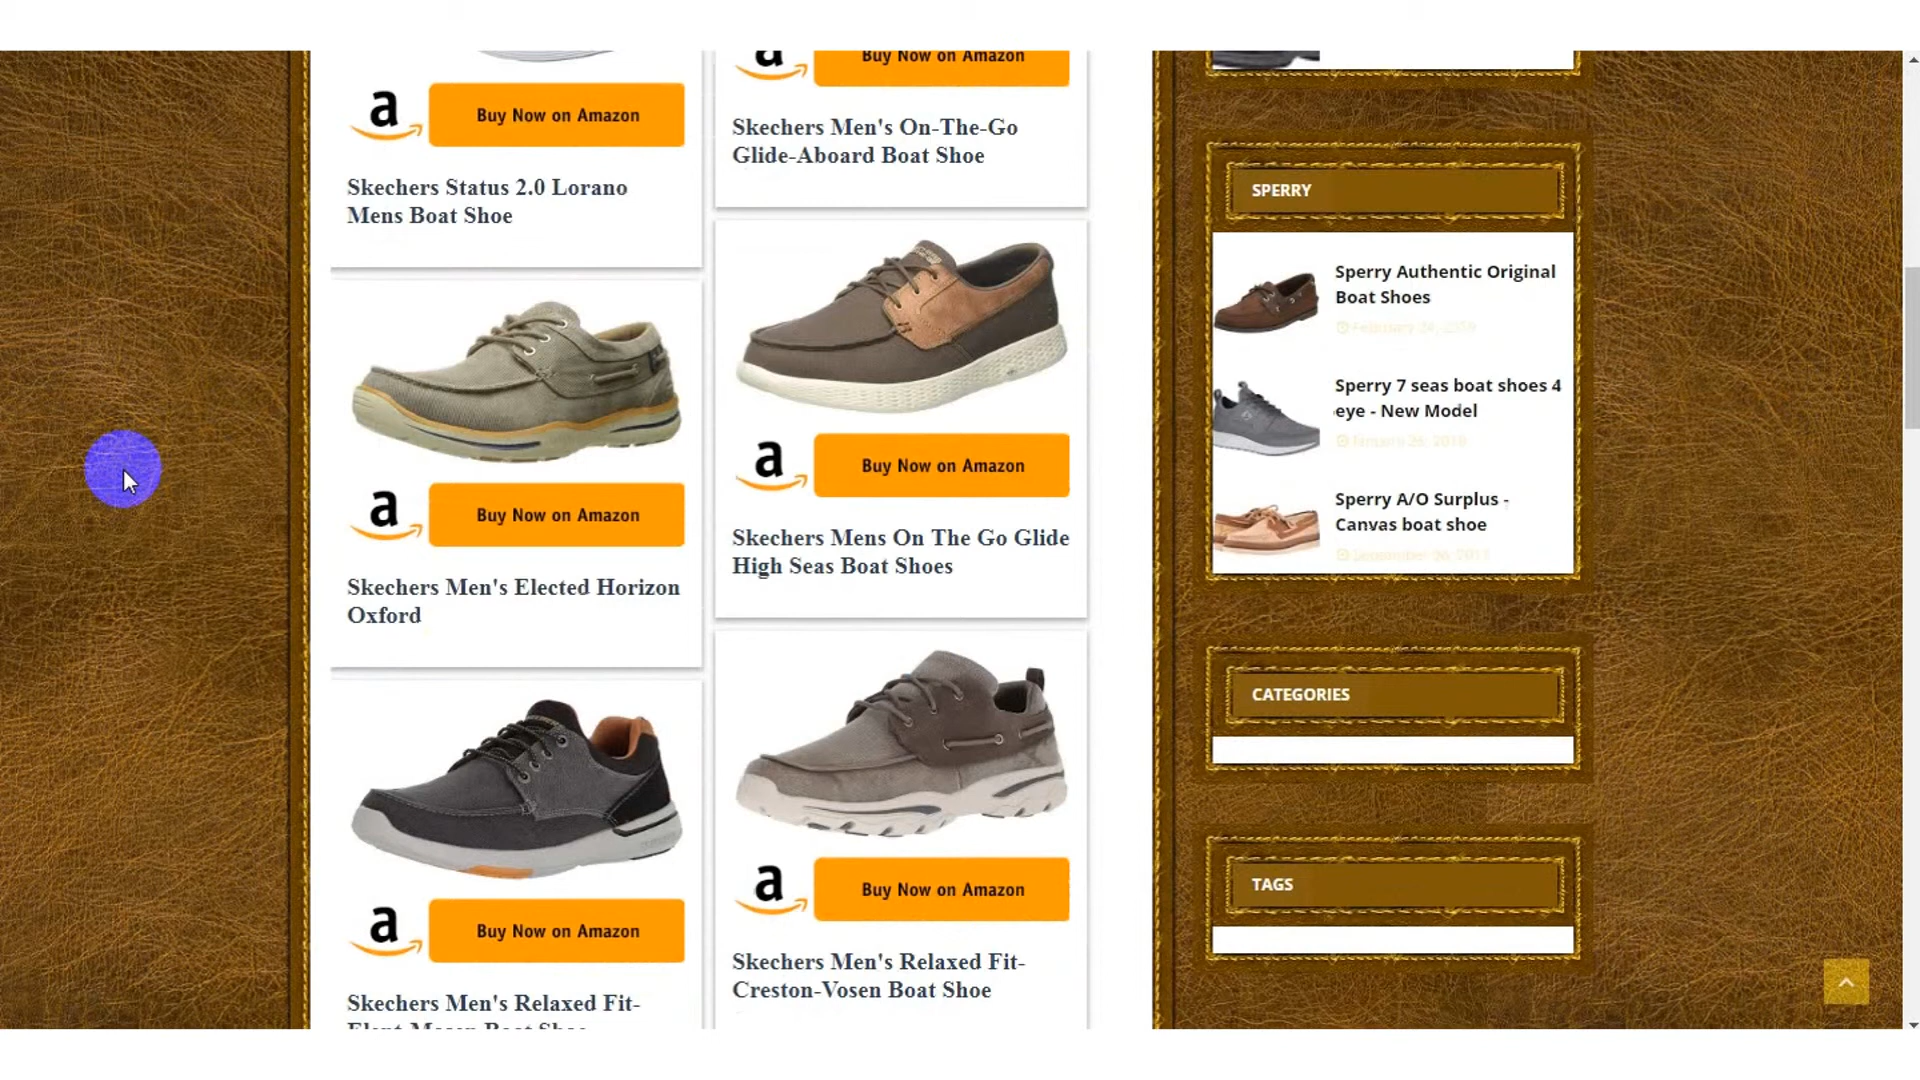 Buy Now on Amazon
Skechers Status 2.0 Lorano
Mens Boat Shoe
Buy Now on Amazon
Skechers Men's Elected Horizon
Oxford
Buy Now on Amazon
Skechers Men's Relaxed Fit-
Buy Now on Amazon
Skechers Men's On-The-Go
Glide-Aboard Boat Shoe
Buy Now on Amazon
Skechers Mens On The Go Glide
High Seas Boat Shoes
Buy Now on Amazon
Skechers Men's Relaxed Fit-
Creston-Vosen Boat Shoe
SPERRY
Sperry Authentic Original
Boat Shoes
Sperry 7 seas boat shoes 4
eye - New Model
Sperry A/O Surplus -
Canvas boat shoe
CATEGORIES
TAGS